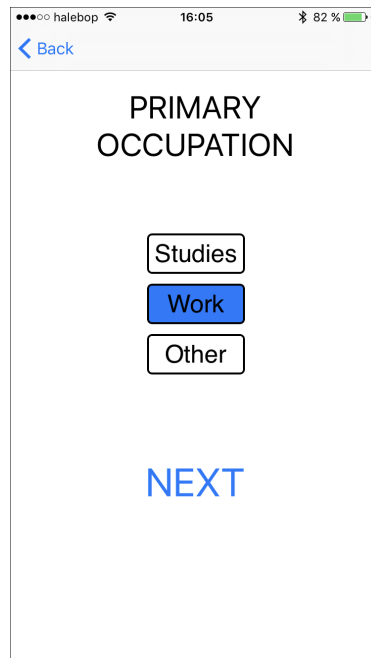 halebop 16:05 82 %
Back
PRIMARY
OCCUPATION
Studies
Work
Other
NEXT